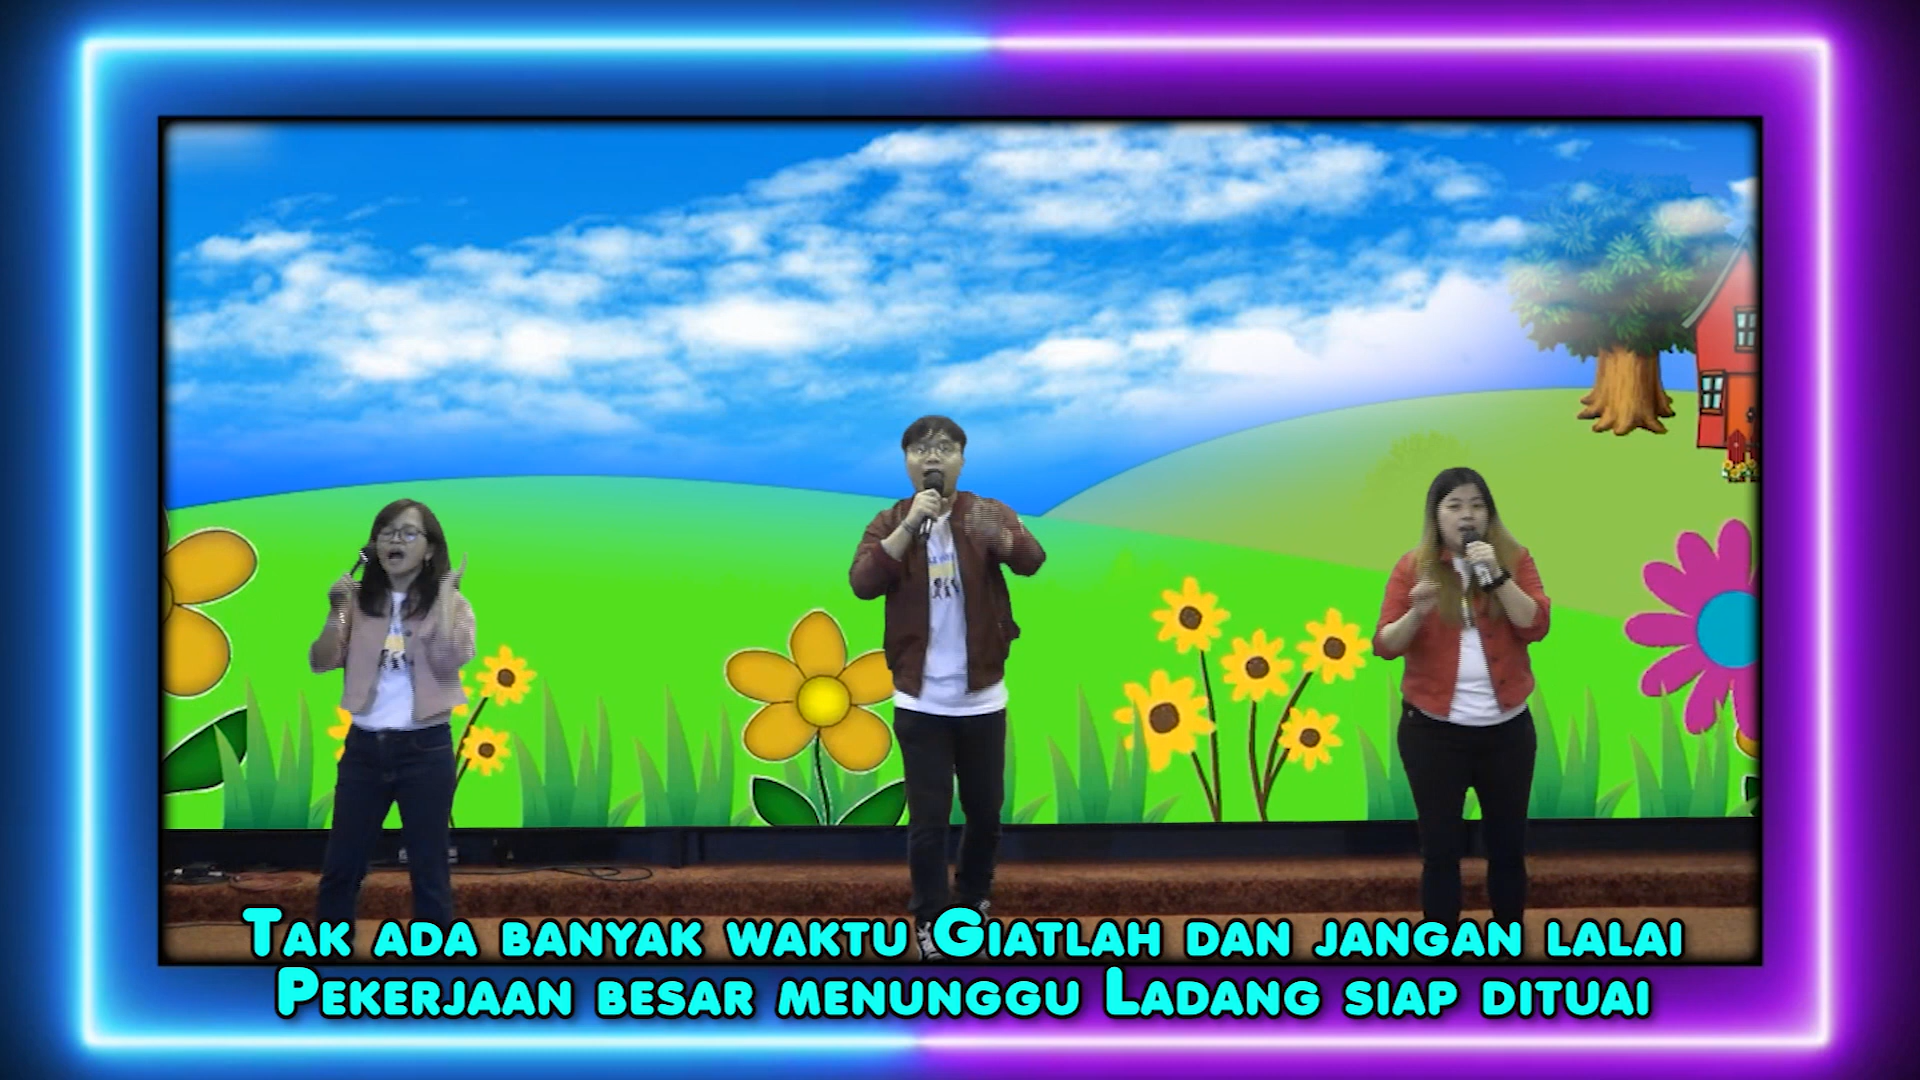 Tak ada banyak waktu Giatlah dan jangan lalai
Pekerjaan besar menunggu Ladang siap dituai